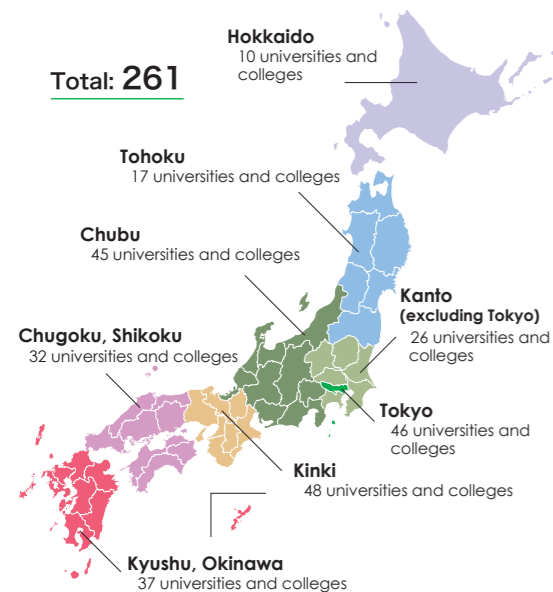 Hokkaido
10 universities and
colleges
Total: 261
Tohoku
17 universities and colleges
Chubu
45 universities and colleges
Kanto
(excluding Tokyo)
26 universities and
colleges
Chugoku, Shikoku
32 universities and colleges
Tokyo
46 universities and
colleges
Kinki
48 universities and colleges
Kyushu, Okinawa
37 universities and colleges